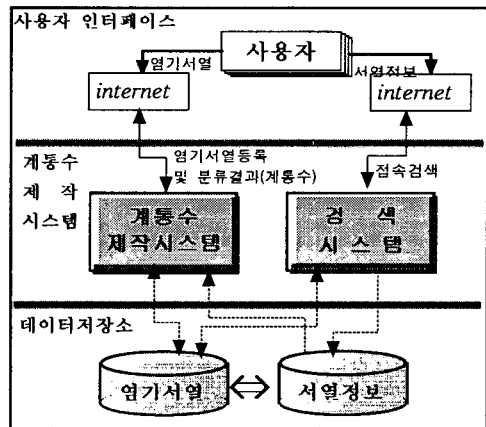 사용자 인터페이스
사용자
염기서열
서열정보
internet
internet
계통수
제 작
시스템
염기서열등록
및 분류결과(계통수)
접속검색
계통수
제작시스템
검 색
시 스 템
데이터저장소
염기서열
서열정보